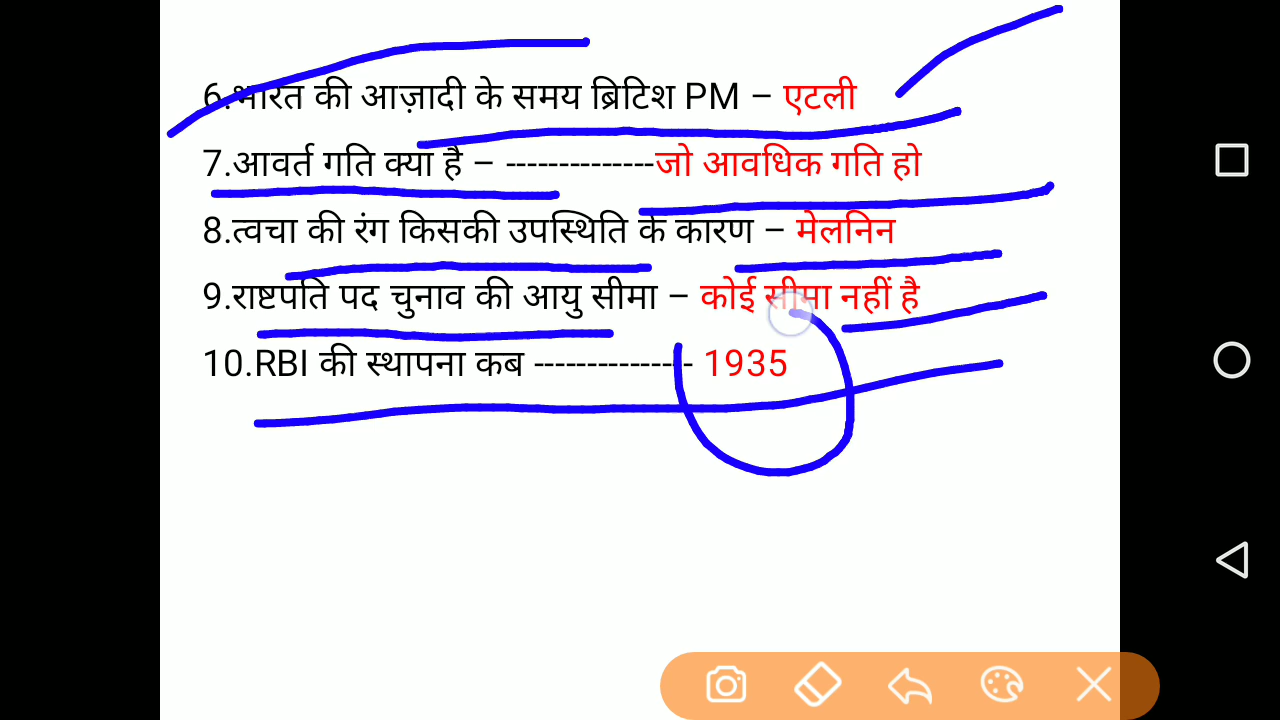 6.भारत की आज़ादी के समय ब्रिटिश PM – एटली
7.आवर्त गति क्या है – --------------जो आवधिक गति हो
8.त्वचा की रंग किसकी उपस्थिति के कारण – मेलनिन
9.राष्टपति पद चुनाव की आयु सीमा – कोई सीमा नहीं है
10.RBI की स्थापना कब --------------- 1935